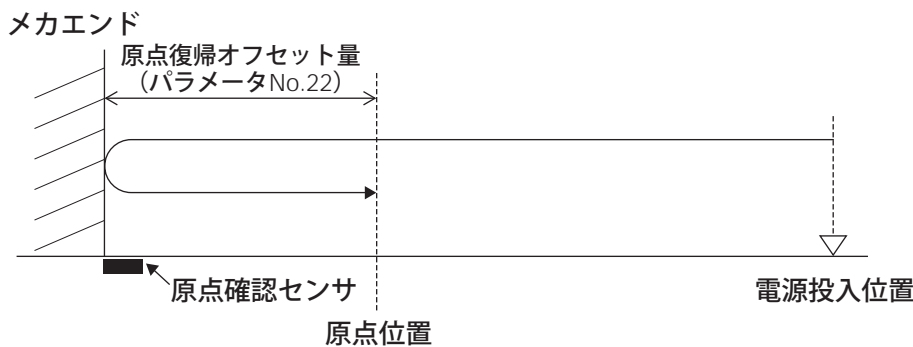 メカエンド
原点復帰オフセット量
（パラメータNo.22）
原点確認センサ
電源投入位置
原点位置